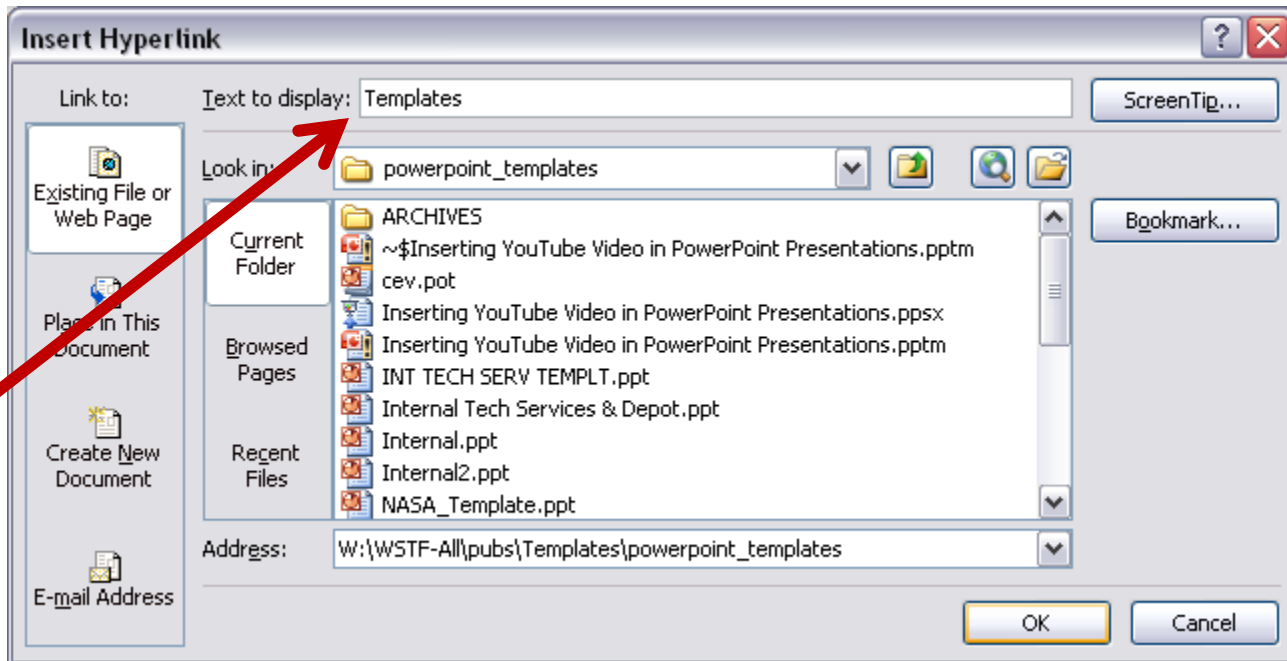 Insert Hyperlink
Link to:
Text to display: Templates
ScreenTip...
Existing File or
Web Page
Place in This
Document
Create New
Document
E-mail Address
Look in: powerpoint_templates
Current
Folder
Browsed
Pages
Recent
Files
ARCHIVES
~$Inserting YouTube Video in PowerPoint Presentations.pptm
cev.pot
Inserting YouTube Video in PowerPoint Presentations.ppsx
Inserting YouTube Video in PowerPoint Presentations.pptm
INT TECH SERV TEMPLT.ppt
Internal Tech Services & Depot.ppt
Internal.ppt
Internal2.ppt
NASA_Template.ppt
Bookmark...
Address: W:\WSTF-All\pubs\Templates\powerpoint_templates
OK
Cancel